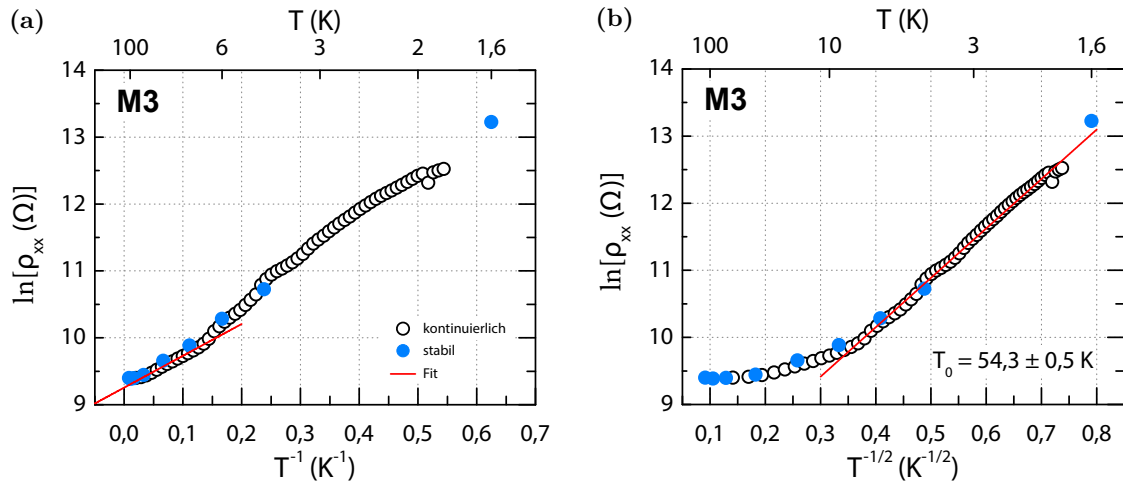 (a)
T (K)
100 6 3 2 1,6
14
13
12
11
10
9
ln[ρxx (Ω)]
M3
kontinuierlich
stabil
Fit
0,0 0,1 0,2 0,3 0,4 0,5 0,6 0,7
T-1 (K-1)
(b)
T (K)
100 10 3 1,6
14
13
12
11
10
9
ln[ρxx (Ω)]
M3
T0 = 54,3 ± 0,5 K
0,1 0,2 0,3 0,4 0,5 0,6 0,7 0,8
T-1/2 (K-1/2)